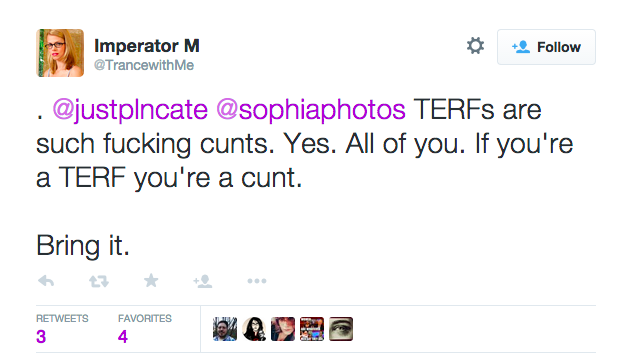 Imperator M
@TrancewithMe
Follow
. @justplncate @sophiaphotos TERFs are
such fucking cunts. Yes. All of you. If you're
a TERF you're a cunt.
Bring it.
RETWEETS
3
FAVORITES
4